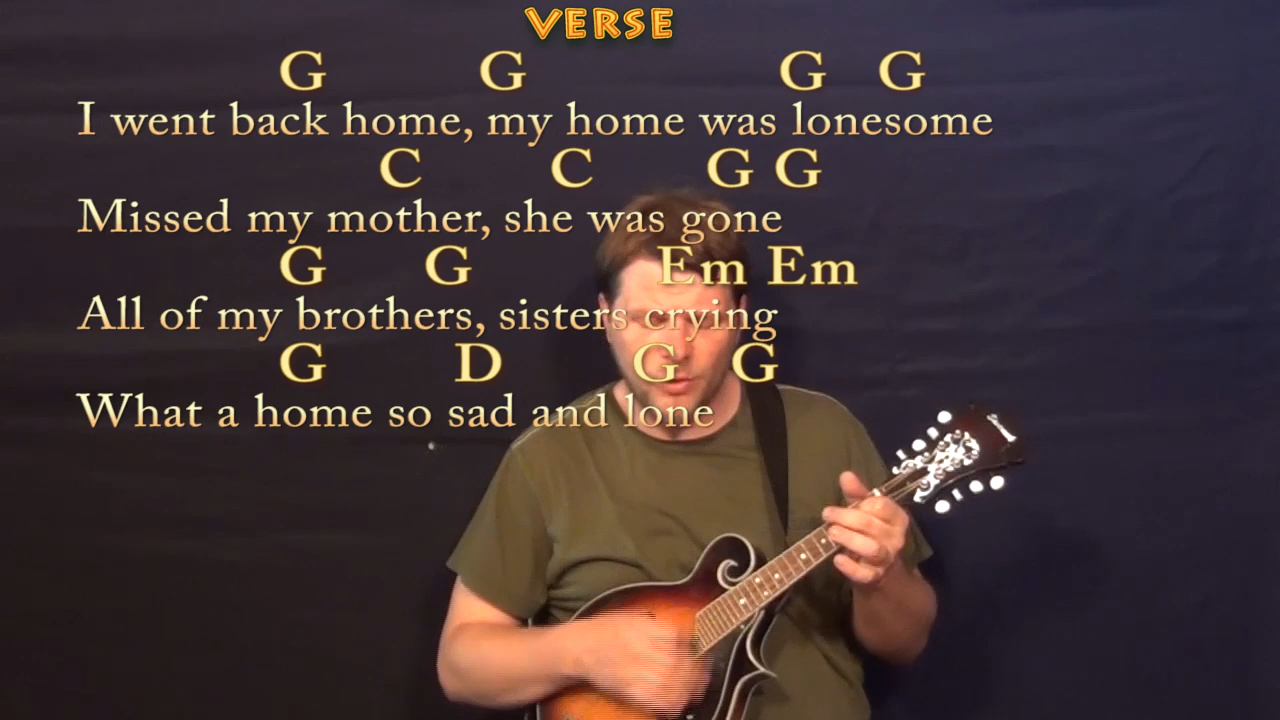 VERSE
G G G G
I went back home, my home was lonesome
C C G G
Missed my mother, she was gone
G G Em Em
All of my brothers, sisters crying
G D G G
What a home so sad and lone